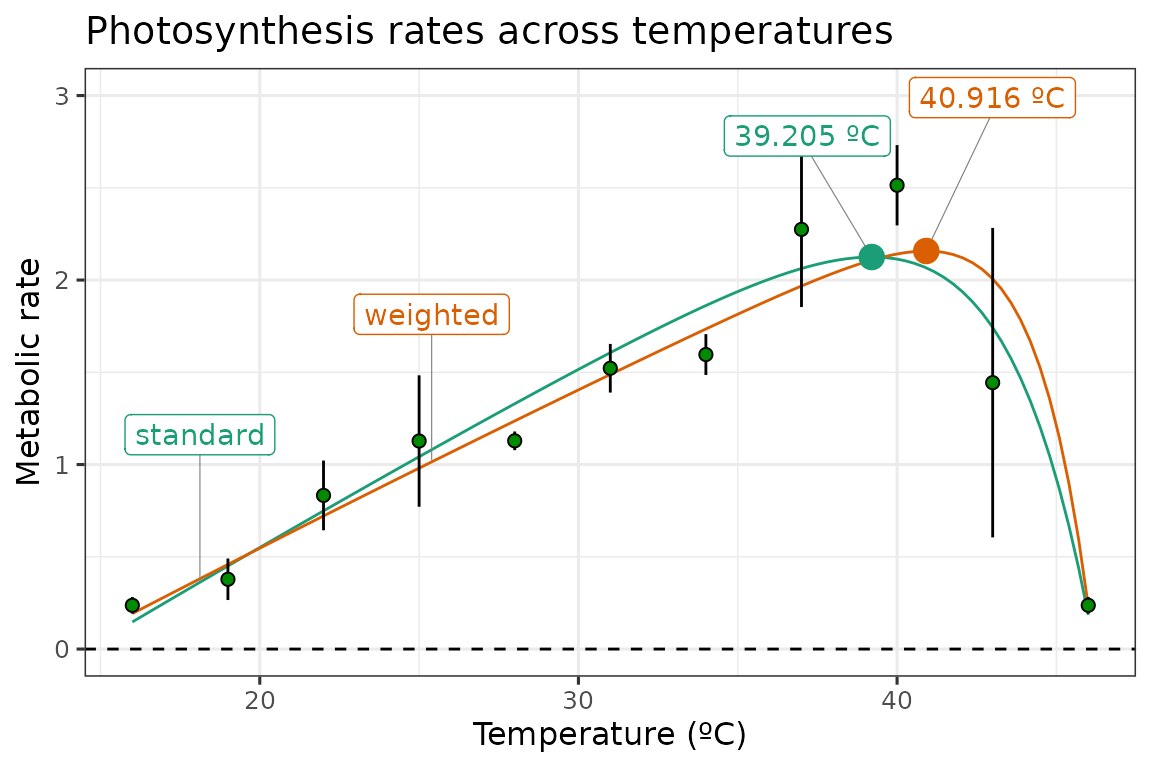 Photosynthesis rates across temperatures
40.916 ºC
39.205 ºC
weighted
standard
3
2
1
0
Metabolic rate
20
30
40
Temperature (ºC)